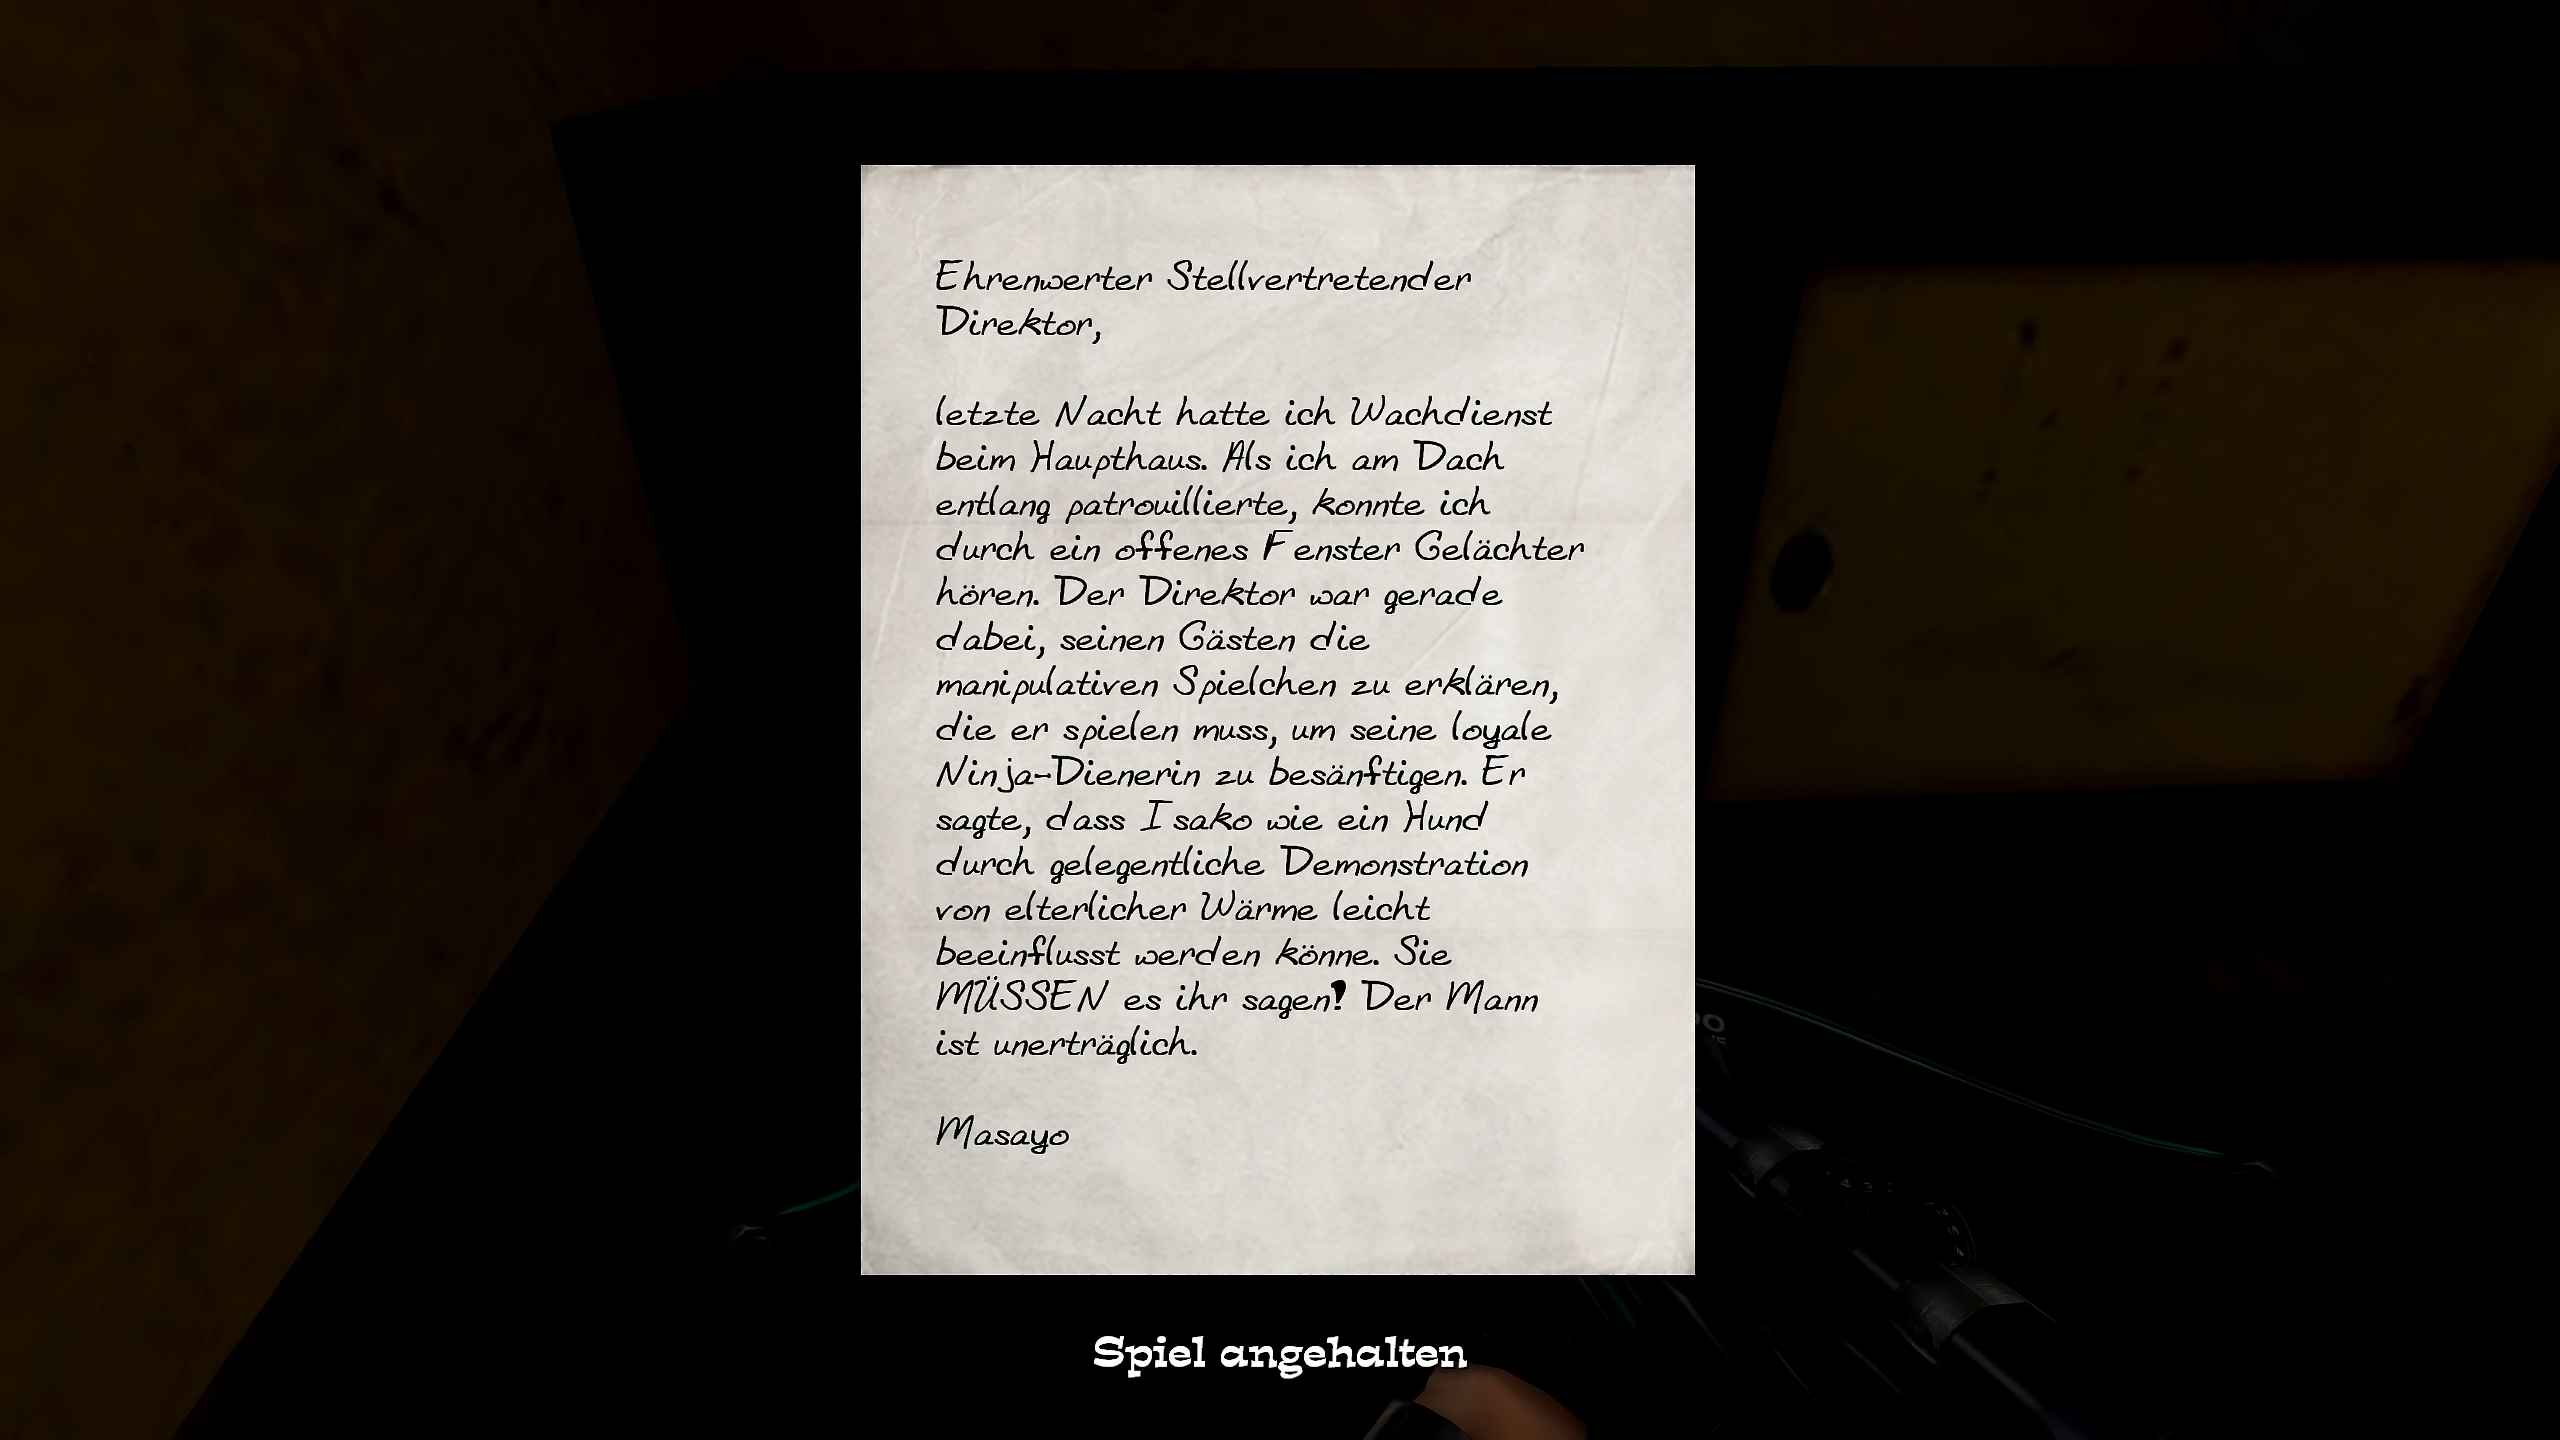 Ehrenwerter Stellvertretender
Direktor,
letzte Nacht hatte ich Wachdienst
beim Haupthaus. Als ich am Dach
entlang patrouillierte, konnte ich
durch ein offenes Fenster Gelächter
hören. Der Direktor war gerade
dabei, seinen Gästen die
manipulativen Spielchen zu erklären,
die er spielen muss, um seine loyale
Ninja-Dienerin zu besänftigen. Er
sagte, dass Isako wie ein Hund
durch gelegentliche Demonstration
von elterlicher Wärme leicht
beeinflusst werden könne. Sie
MÜSSEN es ihr sagen! Der Mann
ist unerträglich.
Masayo
Spiel angehalten